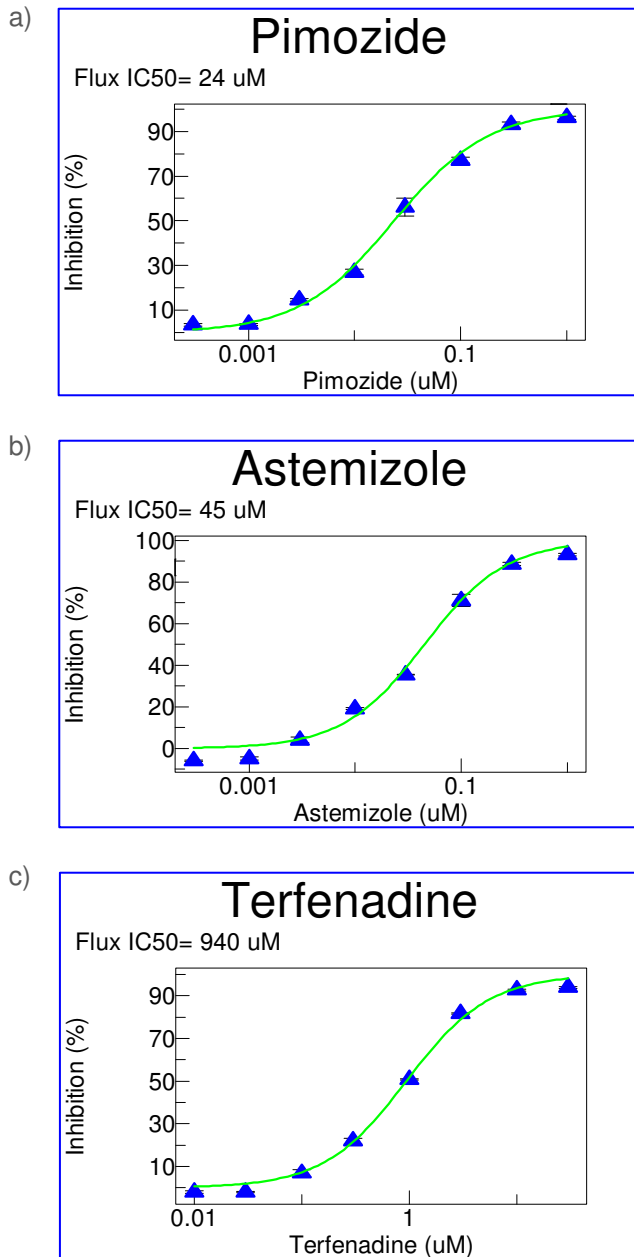 a)
Pimozide
Flux IC50= 24 uM
90
70
50
30
10
Inhibition (%)
0.001
0.1
Pimozide (uM)
b)
Astemizole
Flux IC50= 45 uM
100
80
60
40
20
0
Inhibition (%)
0.001
0.1
Astemizole (uM)
c)
Terfenadine
Flux IC50= 940 uM
90
70
50
30
10
Inhibition (%)
0.01
1
Terfenadine (uM)